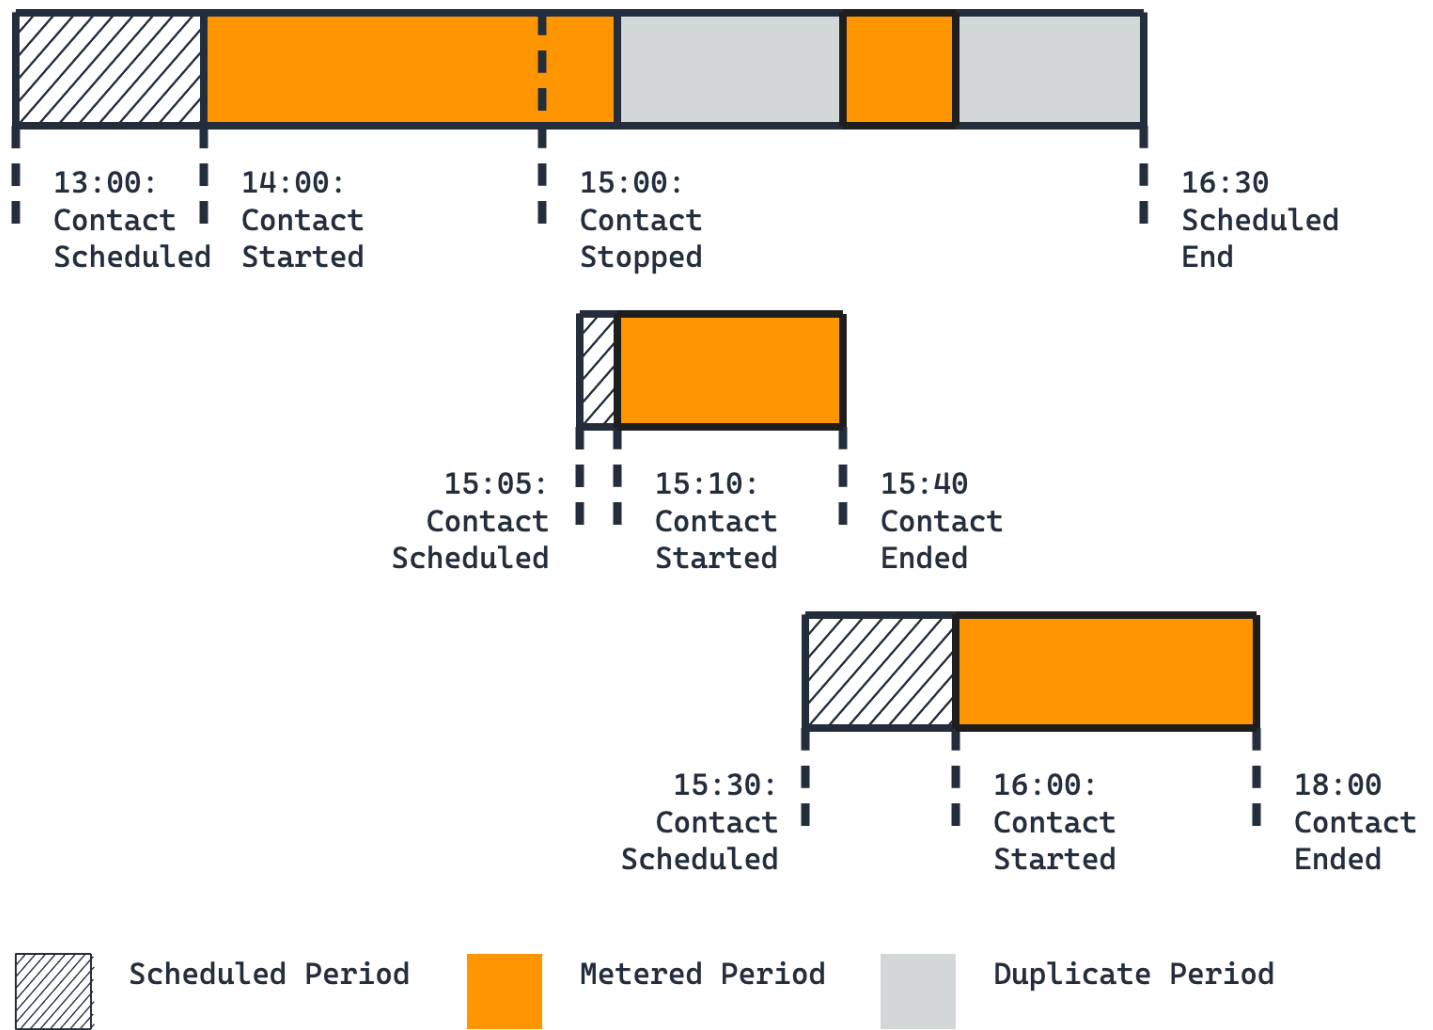 13:00:
Contact
Scheduled
14:00:
Contact
Started
15:00:
Contact
Stopped
16:30
Scheduled
End
15:05:
Contact
Scheduled
15:10:
Contact
Started
15:40
Contact
Ended
15:30:
Contact
Scheduled
16:00:
Contact
Started
18:00
Contact
Ended
Scheduled Period
Metered Period
Duplicate Period